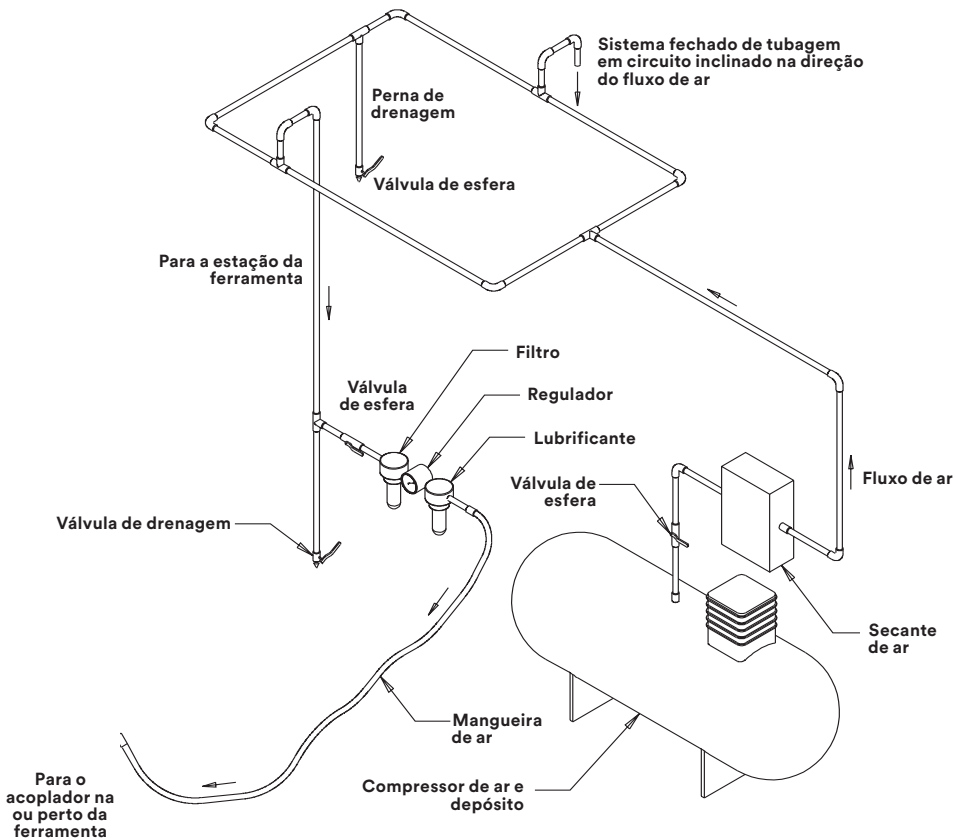 Sistema fechado de tubagem
em circuito inclinado na direção
do fluxo de ar
Perna de
drenagem
Válvula de esfera
Para a estação da
ferramenta
Filtro
Válvula
de esfera
Regulador
Lubrificante
Válvula de
esfera
Fluxo de ar
Válvula de drenagem
Secante
de ar
Mangueira
de ar
Compressor de ar e
depósito
Para o
acoplador na
ou perto da
ferramenta